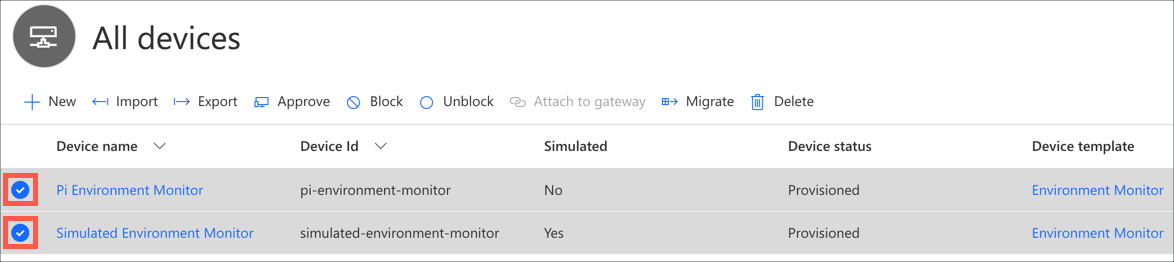 All devices
New Import Export Approve Block Unblock Attach to gateway Migrate Delete
Device name Device Id Simulated Device status Device template
Pi Environment Monitor pi-environment-monitor No Provisioned Environment Monitor
Simulated Environment Monitor simulated-environment-monitor Yes Provisioned Environment Monitor